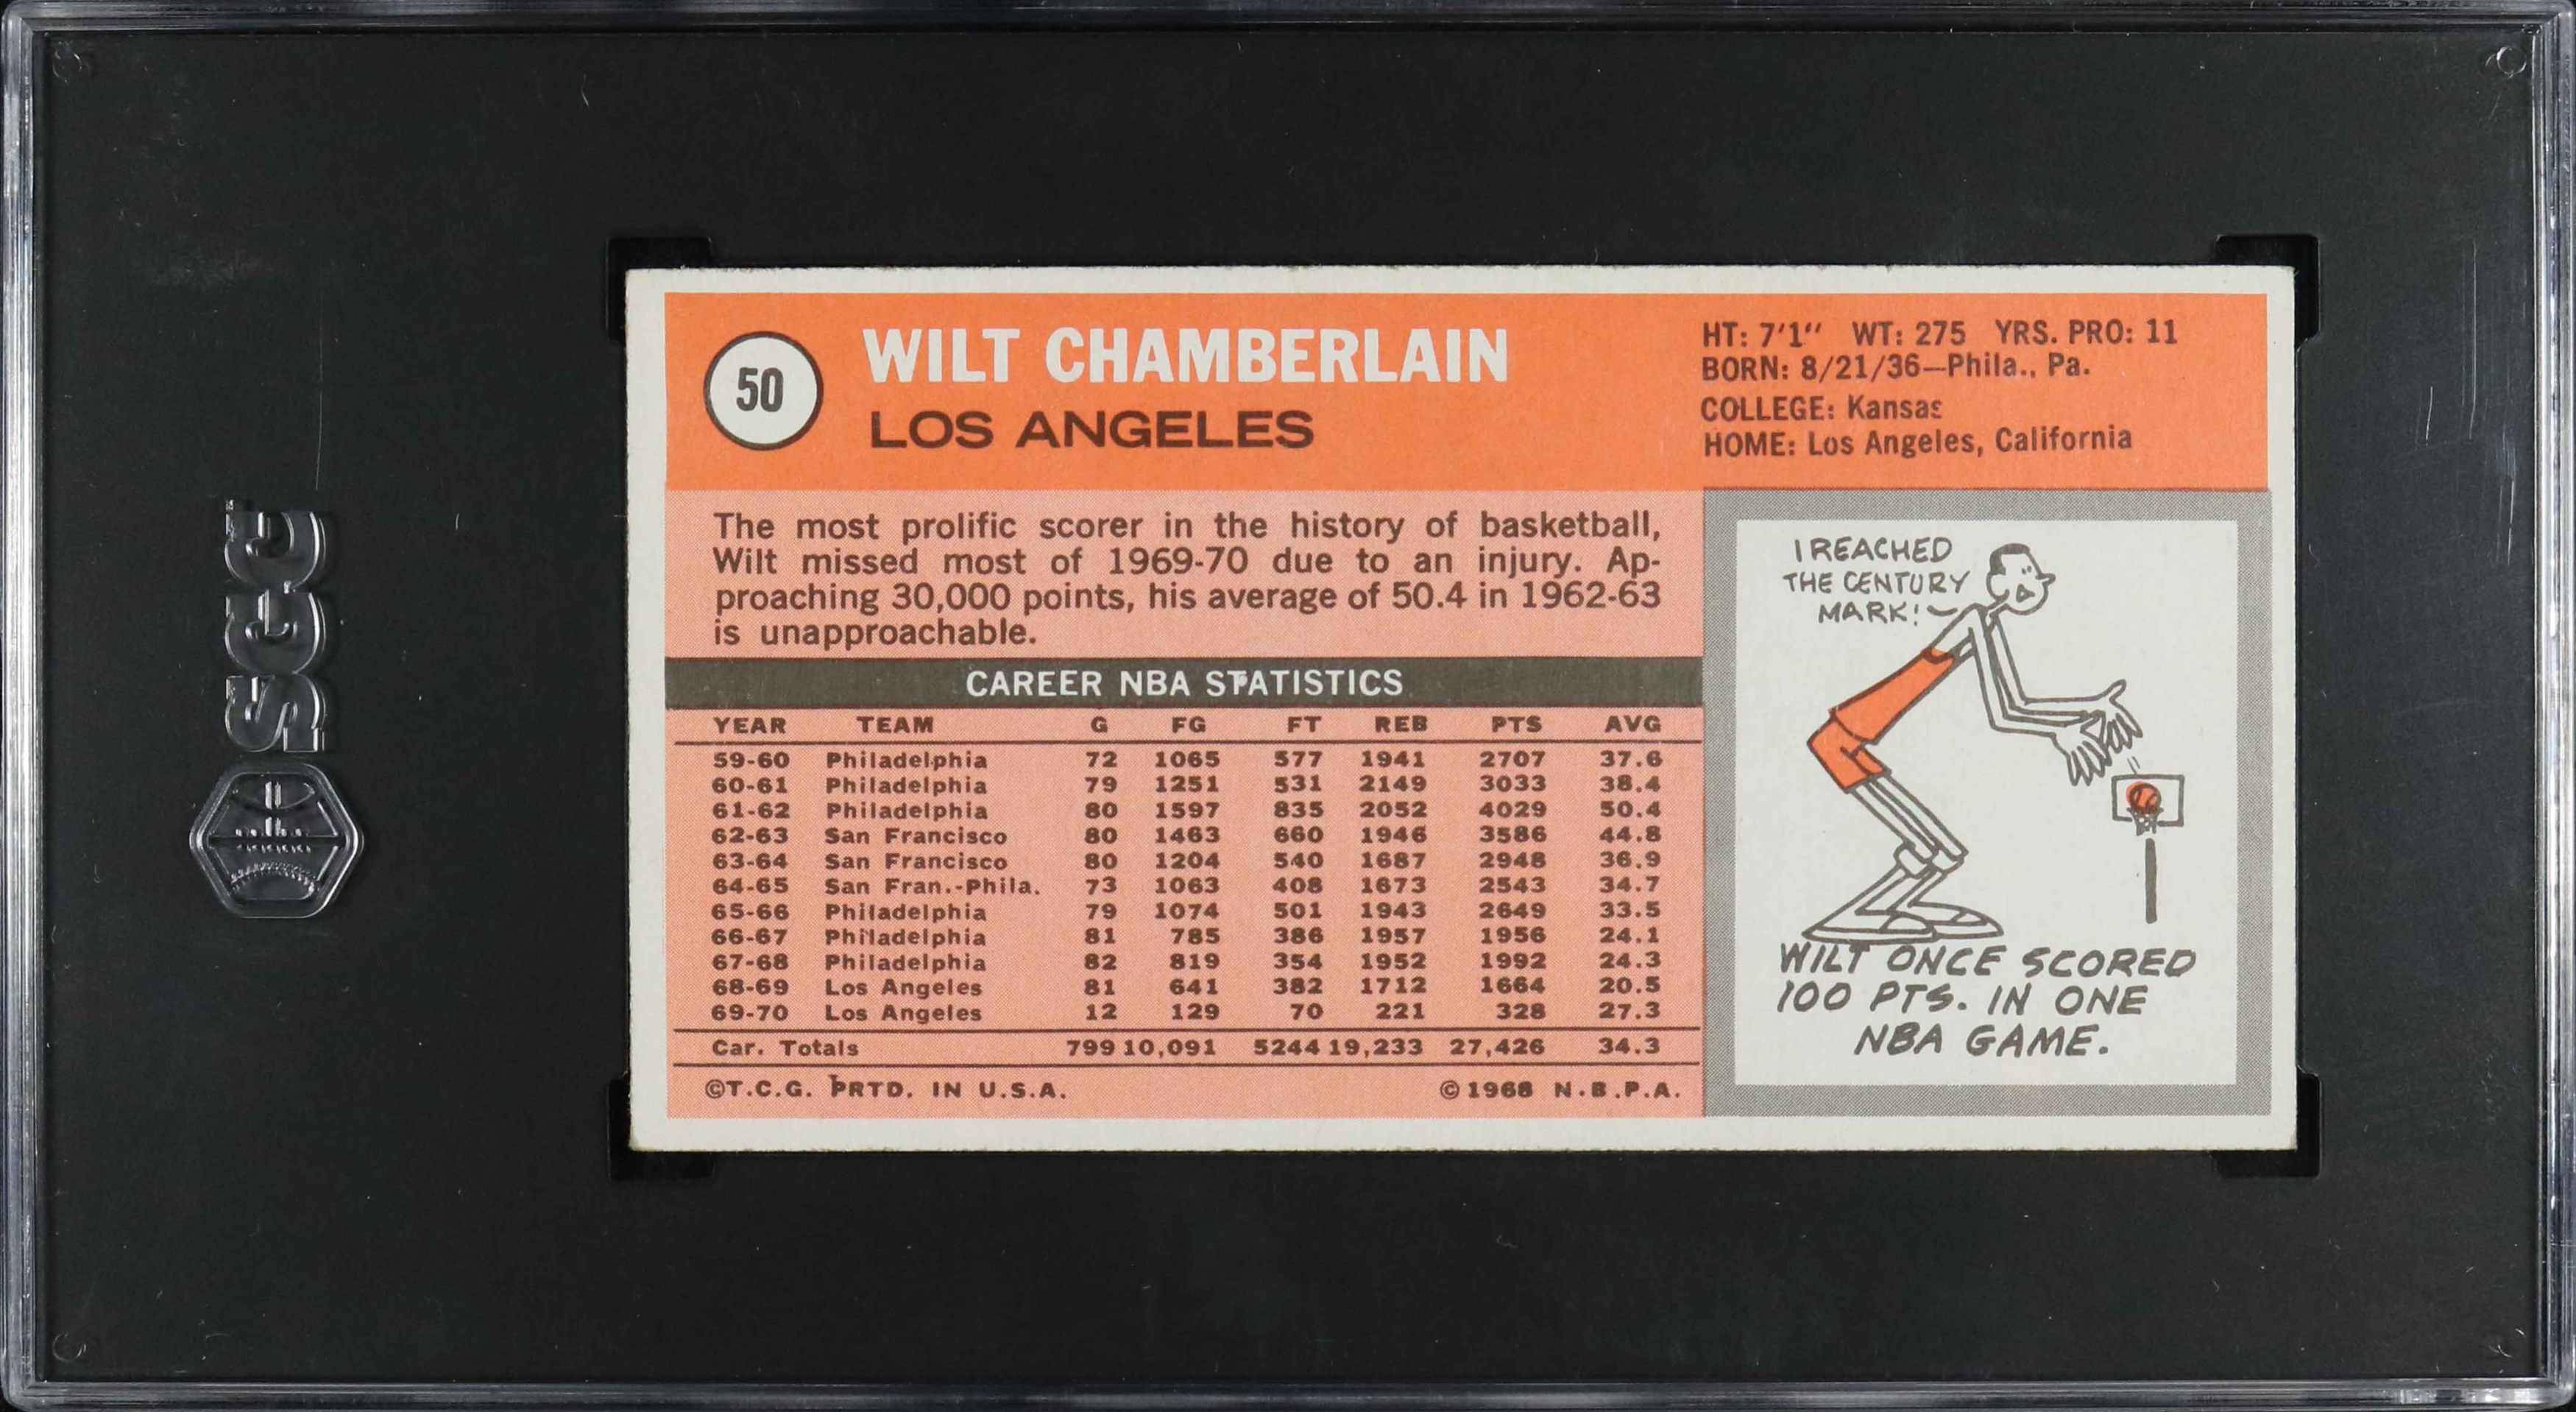 SGC
50
WILT CHAMBERLAIN
LOS ANGELES
HT: 7'1" WT: 275 YRS. PRO: 11
BORN: 8/21/36—Phila., Pa.
COLLEGE: Kansas
HOME: Los Angeles, California
The most prolific scorer in the history of basketball,
Wilt missed most of 1969-70 due to an injury. Ap-
proaching 30,000 points, his average of 50.4 in 1962-63
is unapproachable.
CAREER NBA STATISTICS
YEAR TEAM G FG FT REB PTS AVG
59-60 Philadelphia 72 1065 577 1941 2707 37.6
60-61 Philadelphia 79 1251 531 2149 3033 38.4
61-62 Philadelphia 80 1597 835 2052 4029 50.4
62-63 San Francisco 80 1463 660 1946 3586 44.8
63-64 San Francisco 80 1204 540 1687 2948 36.9
64-65 San Fran.-Phila. 73 1063 408 1673 2543 34.7
65-66 Philadelphia 79 1074 501 1943 2649 33.5
66-67 Philadelphia 81 785 386 1957 1956 24.1
67-68 Philadelphia 82 819 354 1952 1992 24.3
68-69 Los Angeles 81 641 382 1712 1664 20.5
69-70 Los Angeles 12 129 70 221 328 27.3
Car. Totals 799 10,091 5244 19,233 27,426 34.3
©T.C.G. PRTD. IN U.S.A. © 1968 N.B.P.A.
I REACHED
THE CENTURY
MARK!
WILT ONCE SCORED
100 PTS. IN ONE
NBA GAME.